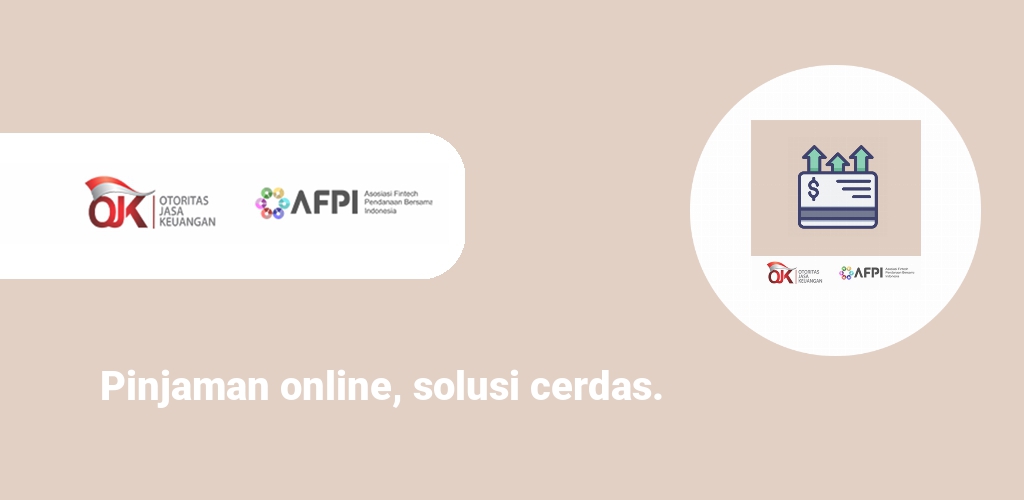 OJK
OTORITAS
JASA
KEUANGAN
AFPI
Asosiasi Fintech
Pendanaan Bersama
Indonesia
$
OJK
OTORITAS
JASA
KEUANGAN
AFPI
Asosiasi Fintech
Pendanaan Bersama
Indonesia
Pinjaman online, solusi cerdas.